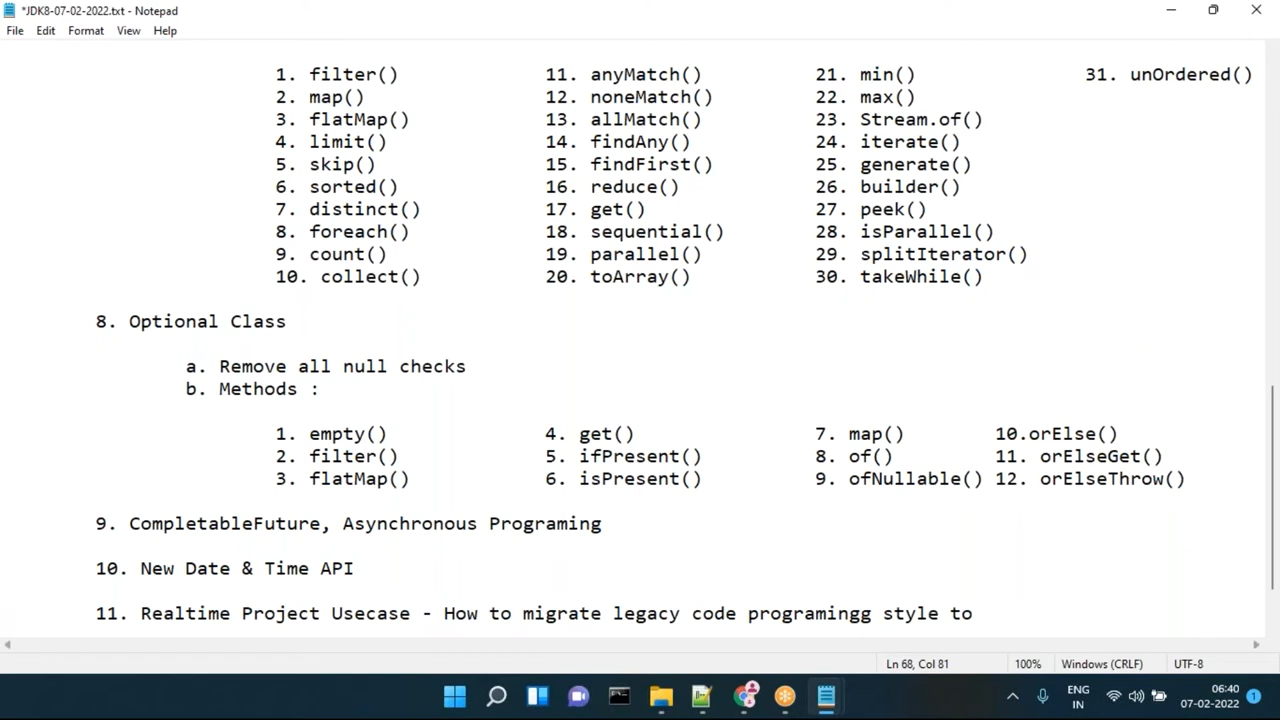 *JDK8-07-02-2022.txt - Notepad
File Edit Format View Help
1. filter() 11. anyMatch() 21. min() 31. unOrdered()
2. map() 12. noneMatch() 22. max()
3. flatMap() 13. allMatch() 23. Stream.of()
4. limit() 14. findAny() 24. iterate()
5. skip() 15. findFirst() 25. generate()
6. sorted() 16. reduce() 26. builder()
7. distinct() 17. get() 27. peek()
8. foreach() 18. sequential() 28. isParallel()
9. count() 19. parallel() 29. splitIterator()
10. collect() 20. toArray() 30. takeWhile()
8. Optional Class
a. Remove all null checks
b. Methods :
1. empty() 4. get() 7. map() 10.orElse()
2. filter() 5. ifPresent() 8. of() 11. orElseGet()
3. flatMap() 6. isPresent() 9. ofNullable() 12. orElseThrow()
9. CompletableFuture, Asynchronous Programing
10. New Date & Time API
11. Realtime Project Usecase - How to migrate legacy code programingg style to
Ln 68, Col 81 100% Windows (CRLF) UTF-8
ENG 06:40
IN 07-02-2022 1